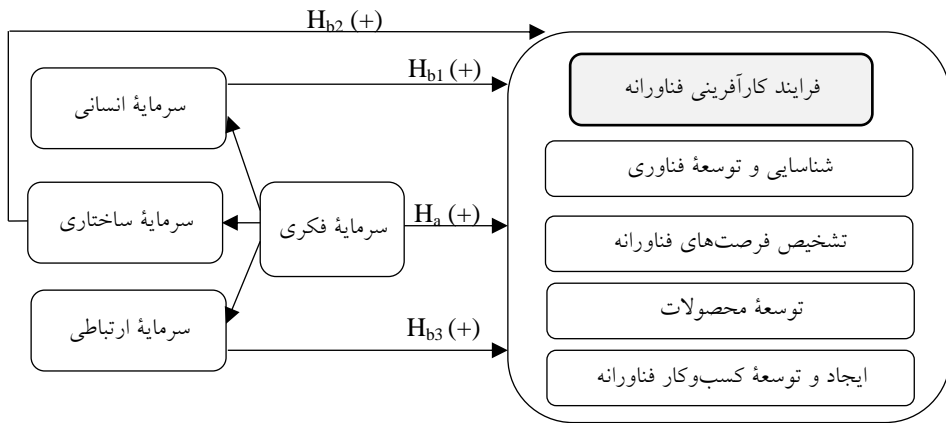 H_b2 (+)
H_b1 (+)
فرایند کارآفرینی فناورانه
سرمایهٔ انسانی
شناسایی و توسعهٔ فناوری
سرمایهٔ ساختاری
سرمایهٔ فکری
H_a (+)
تشخیص فرصت‌های فناورانه
توسعهٔ محصولات
سرمایهٔ ارتباطی
H_b3 (+)
ایجاد و توسعهٔ کسب‌وکار فناورانه